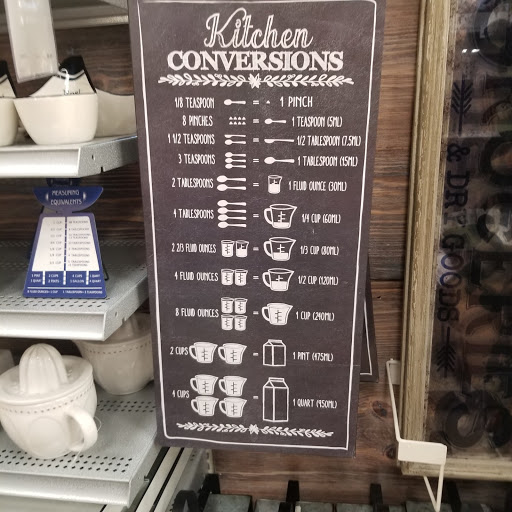 Kitchen
CONVERSIONS
1/8 TEASPOON = 1 PINCH
8 PINCHES = 1 TEASPOON (5ML)
1 1/2 TEASPOONS = 1/2 TABLESPOON (7.5ML)
3 TEASPOONS = 1 TABLESPOON (15ML)
2 TABLESPOONS = 1 FLUID OUNCE (30ML)
4 TABLESPOONS = 1/4 CUP (60ML)
2 2/3 FLUID OUNCES = 1/3 CUP (80ML)
4 FLUID OUNCES = 1/2 CUP (120ML)
8 FLUID OUNCES = 1 CUP (240ML)
2 CUPS = 1 PINT (475ML)
4 CUPS = 1 QUART (950ML)
MEASURING
EQUIVALENTS
& DRY GOODS